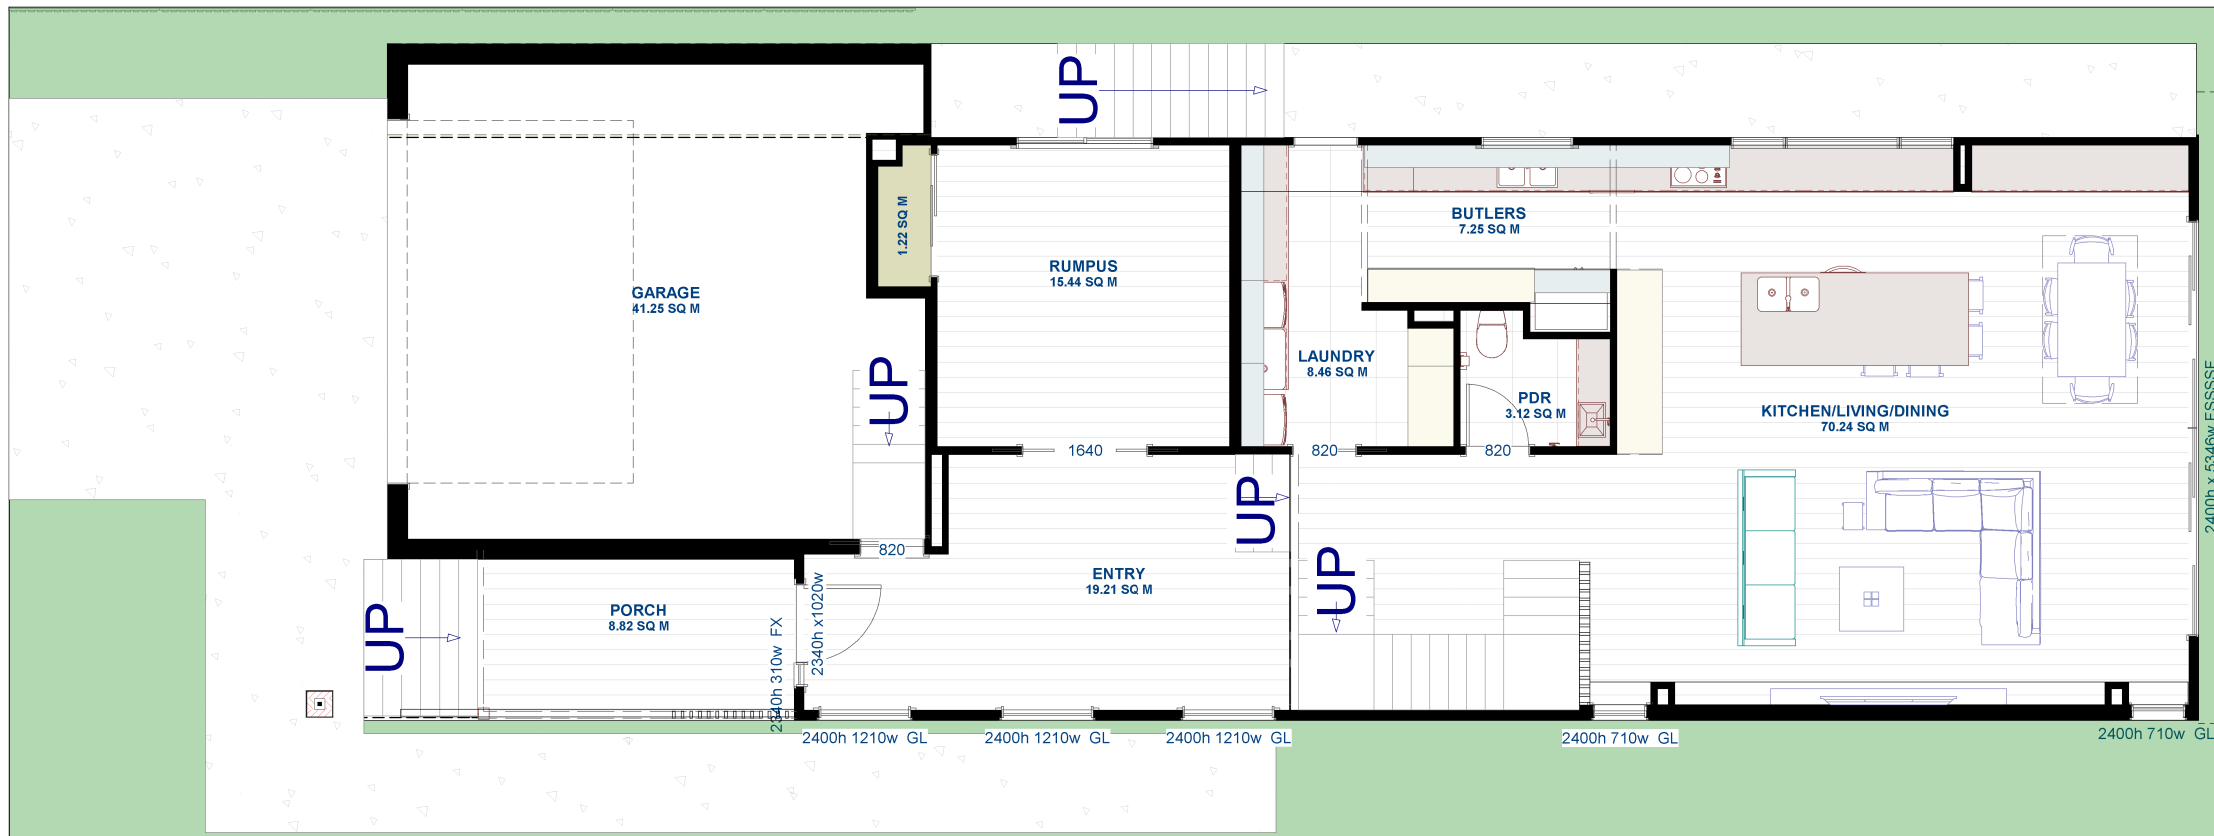 UP
BUTLERS
7.25 SQ M
1.22 SQ M
RUMPUS
15.44 SQ M
GARAGE
41.25 SQ M
UP
LAUNDRY
8.46 SQ M
PDR
3.12 SQ M
KITCHEN/LIVING/DINING
70.24 SQ M
1640
820
820
UP
820
UP
ENTRY
19.21 SQ M
PORCH
8.82 SQ M
UP
2340h 310w FX
2340h x1020w
2400h 1210w GL
2400h 1210w GL
2400h 1210w GL
2400h 710w GL
2400h 710w GL
2400h x 5346w FSSSSF